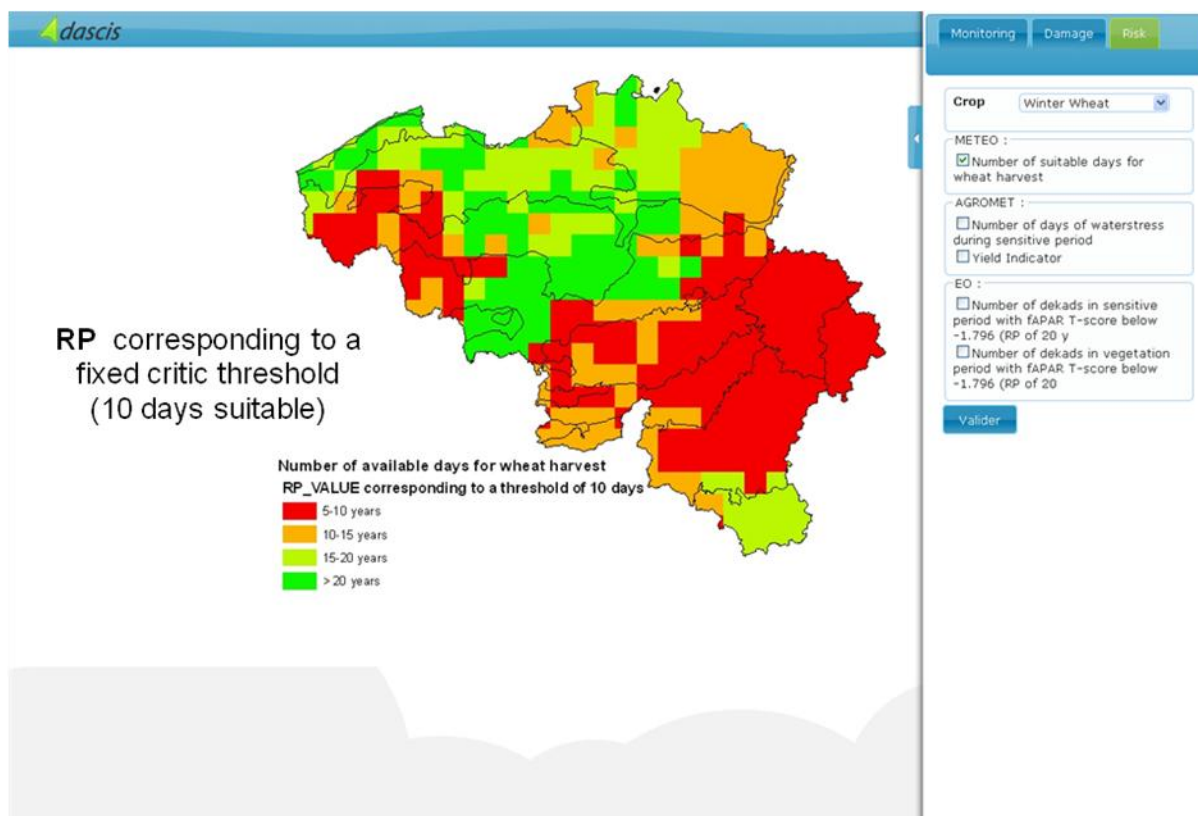 Adascis
Monitoring
Damage
Risk
Crop
Winter Wheat
METEO :
Number of suitable days for
wheat harvest
AGROMET :
Number of days of waterstress
during sensitive period
Yield Indicator
EO :
Number of dekads in sensitive
period with fAPAR T-score below
-1.796 (RP of 20 y
Number of dekads in vegetation
period with fAPAR T-score below
-1.796 (RP of 20
Valider
RP corresponding to a
fixed critic threshold
(10 days suitable)
Number of available days for wheat harvest
RP_VALUE corresponding to a threshold of 10 days
5-10 years
10-15 years
15-20 years
> 20 years